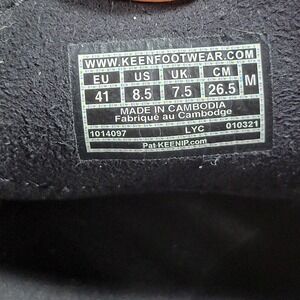 WWW.KEENFOOTWEAR.COM
EU US UK CM M
41 8.5 7.5 26.5
MADE IN CAMBODIA
Fabriqué au Cambodge
1014097 LYC 010321
Pat-KEENIP.com